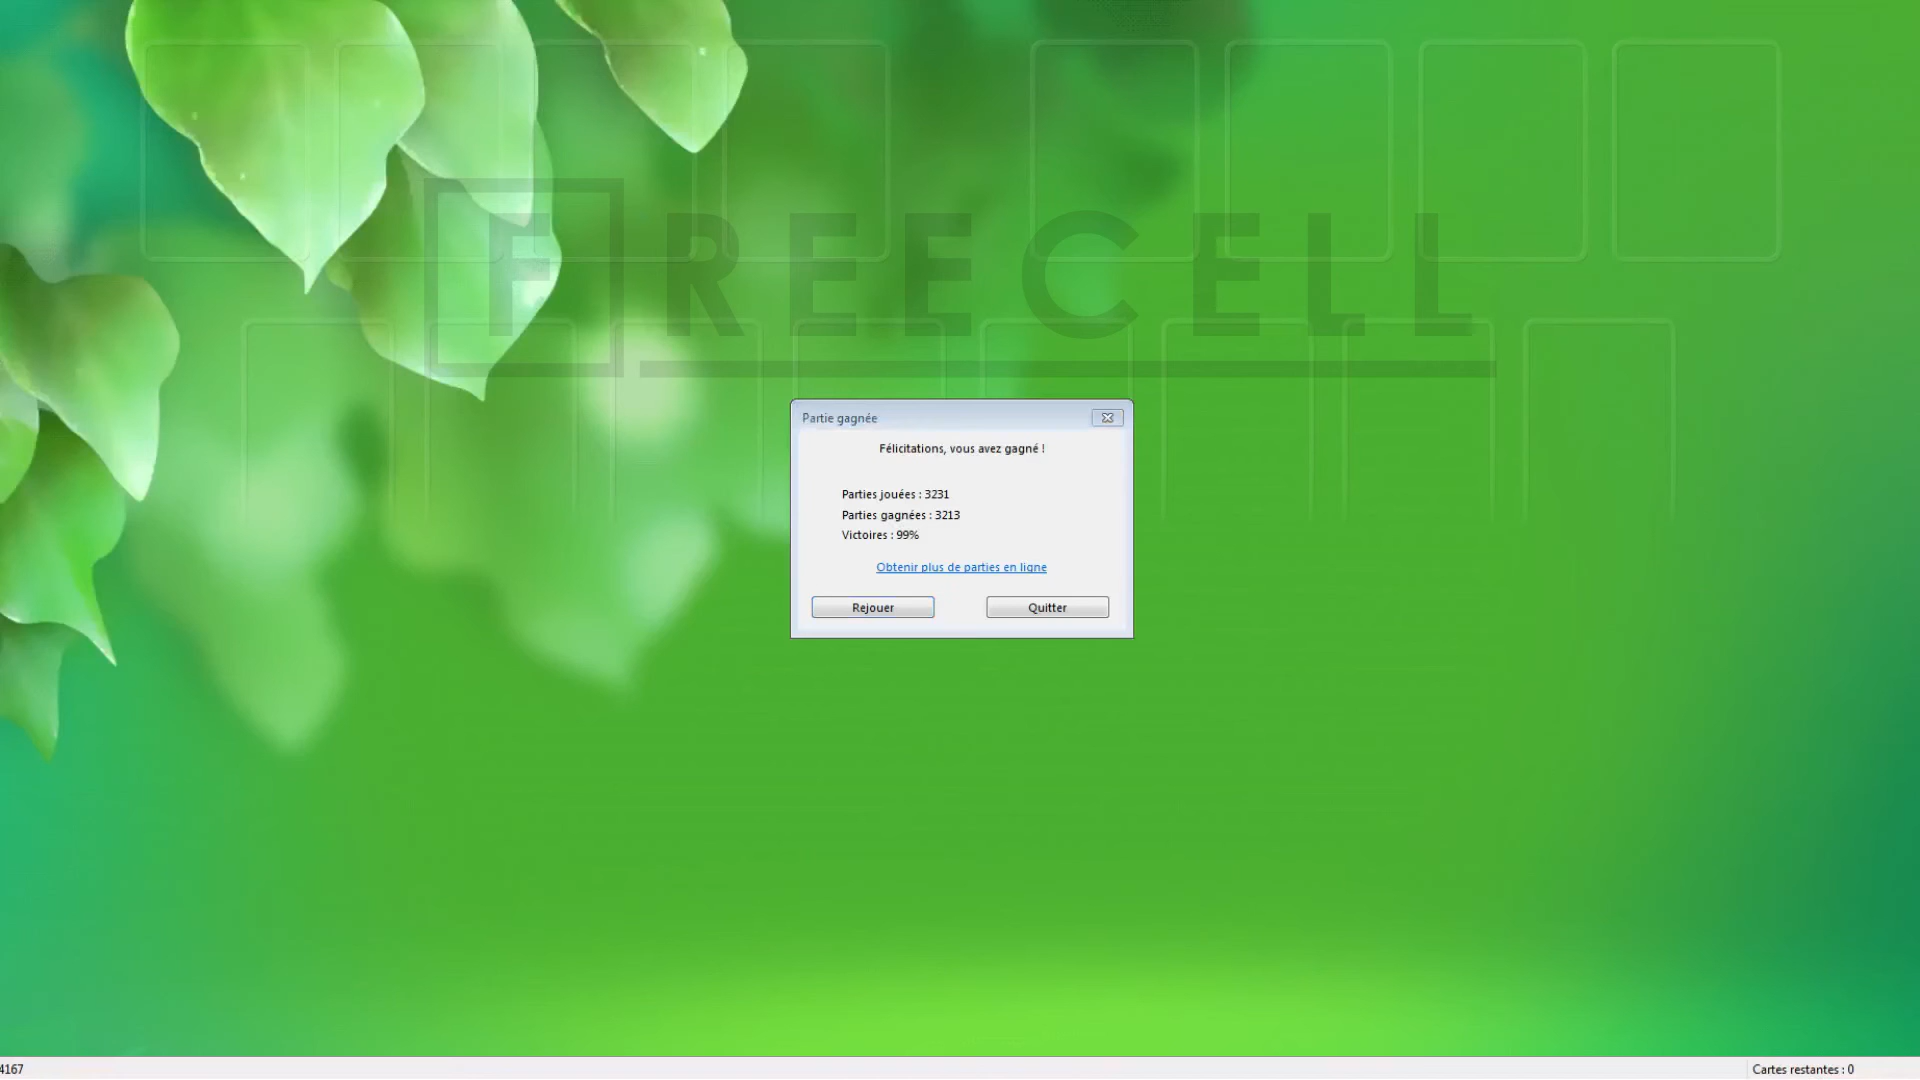 FREECELL
Partie gagnée
Félicitations, vous avez gagné !
Parties jouées : 3231
Parties gagnées : 3213
Victoires : 99%
Obtenir plus de parties en ligne
Rejouer
Quitter
4167
Cartes restantes : 0